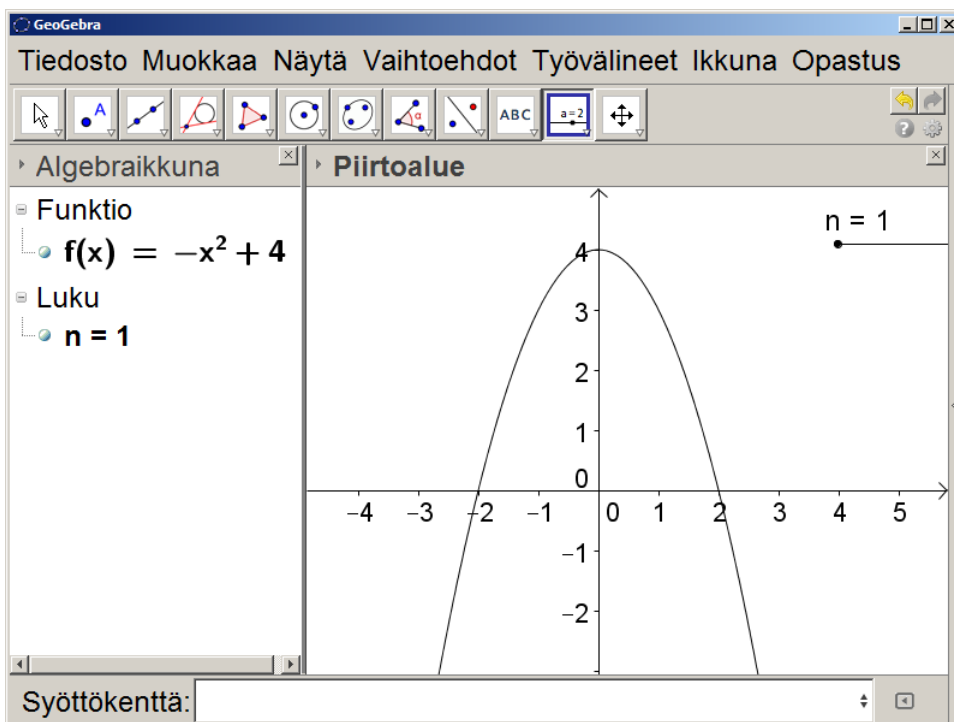 GeoGebra
Tiedosto Muokkaa Näytä Vaihtoehdot Työvälineet Ikkuna Opastus
A α ABC a=2
Algebraikkuna
Funktio
f(x) = −x² + 4
Luku
n = 1
Piirtoalue
n = 1
4
3
2
1
0
−4 −3 −2 −1 0 1 2 3 4 5
−1
−2
Syöttökenttä: